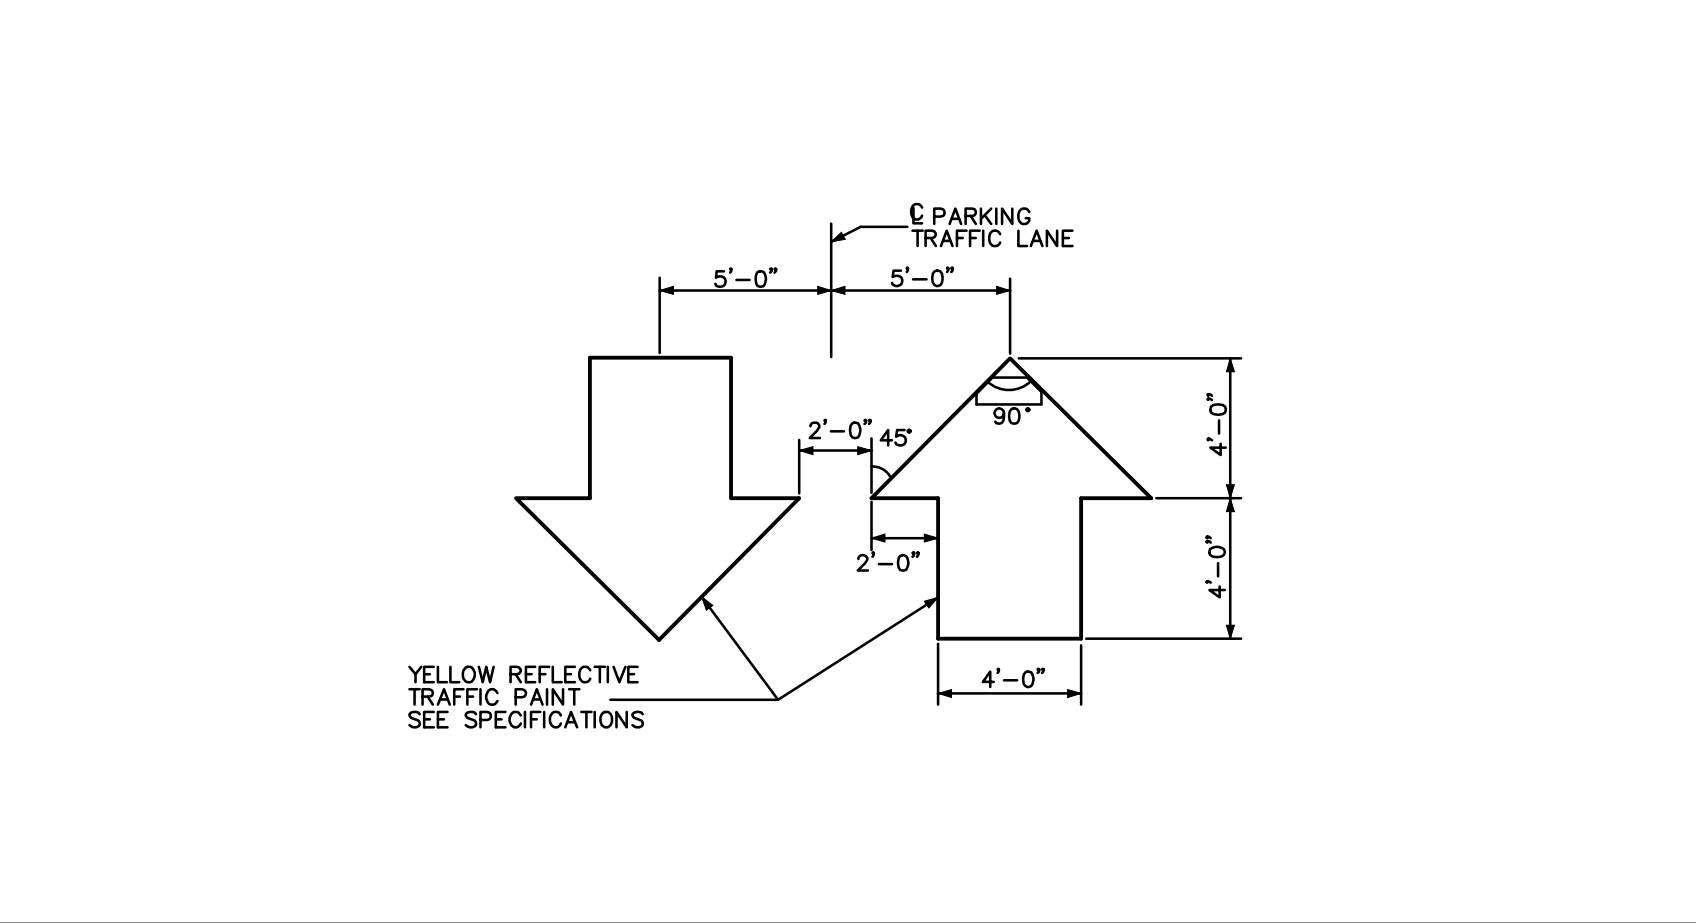 ℄ PARKING
TRAFFIC LANE
5'-0"
5'-0"
90°
4'-0"
2'-0"
45°
2'-0"
4'-0"
YELLOW REFLECTIVE
TRAFFIC PAINT
SEE SPECIFICATIONS
4'-0"